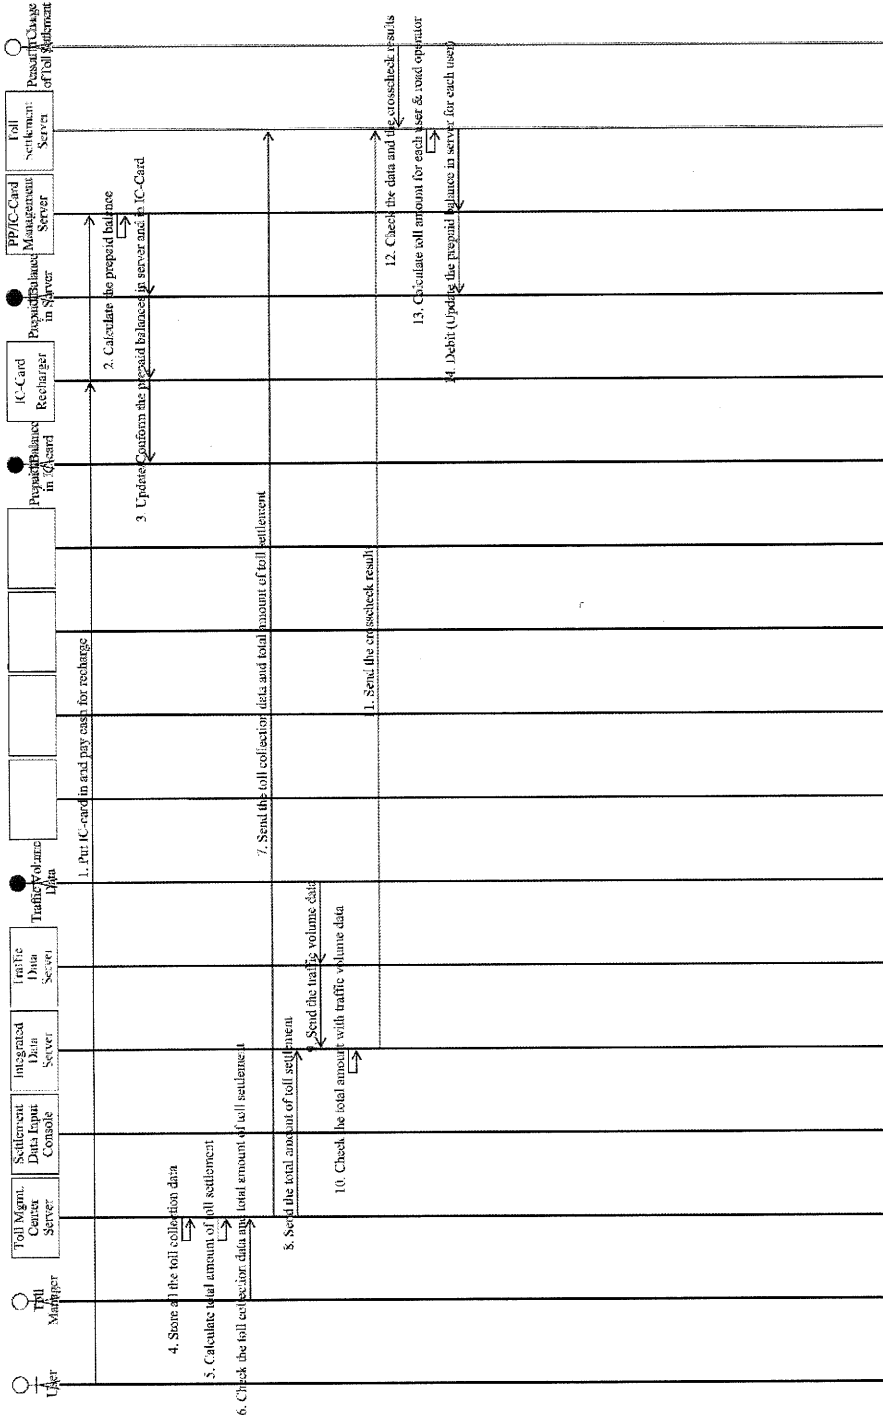 User
Toll
Manager
Toll Mgmt.
Center
Server
Settlement
Data Input
Console
Integrated
Data
Server
Traffic
Data
Server
Traffic Volume
Data
Prepaid Balance
in IC-card
IC-Card
Recharger
Prepaid Balance
in Server
PP/IC-Card
Management
Server
Toll
Settlement
Server
Person in Charge
of Toll Settlement
1. Put IC-card in and pay cash for recharge
2. Calculate the prepaid balance
3. Update/Conform the prepaid balances in server and in IC-Card
4. Store all the toll collection data
5. Calculate total amount of toll settlement
6. Check the toll collection data and total amount of toll settlement
7. Send the toll collection data and total amount of toll settlement
8. Send the total amount of toll settlement
9. Send the traffic volume data
10. Check the total amount with traffic volume data
11. Send the crosscheck result
12. Check the data and the crosscheck results
13. Calculate toll amount for each user & road operator
14. Debit (Update the prepaid balance in server for each user)